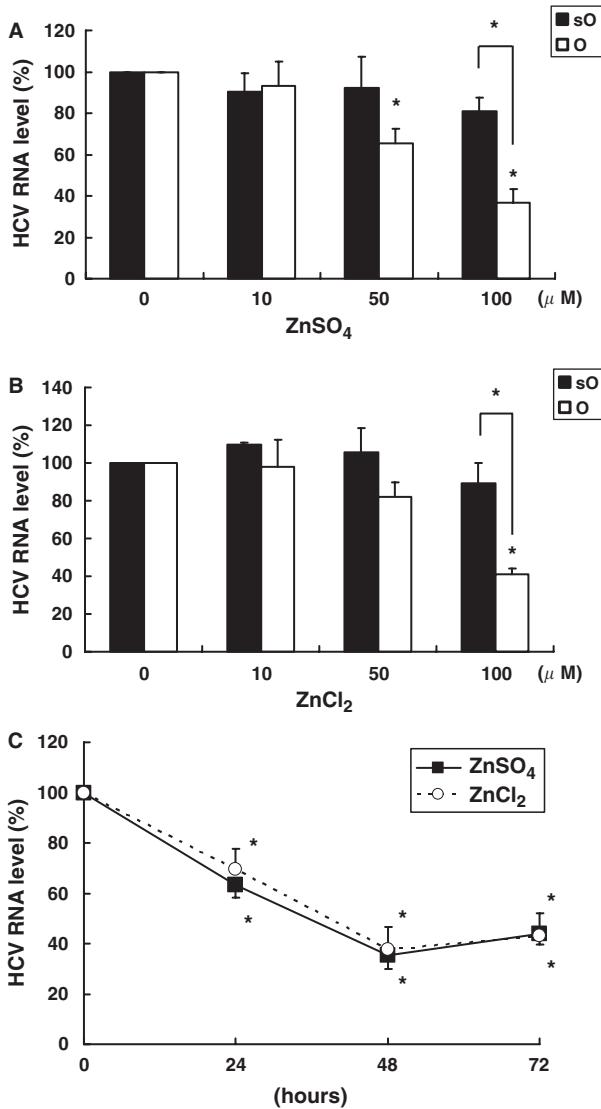 A
sO
O
HCV RNA level (%)
120
100
80
60
40
20
0
*
*
*
0 10 50 100 (μ M)
ZnSO4
B
sO
O
HCV RNA level (%)
140
120
100
80
60
40
20
0
*
*
0 10 50 100 (μ M)
ZnCl2
C
ZnSO4
ZnCl2
HCV RNA level (%)
120
100
80
60
40
20
0
*
*
*
*
*
*
0 24 48 72
(hours)